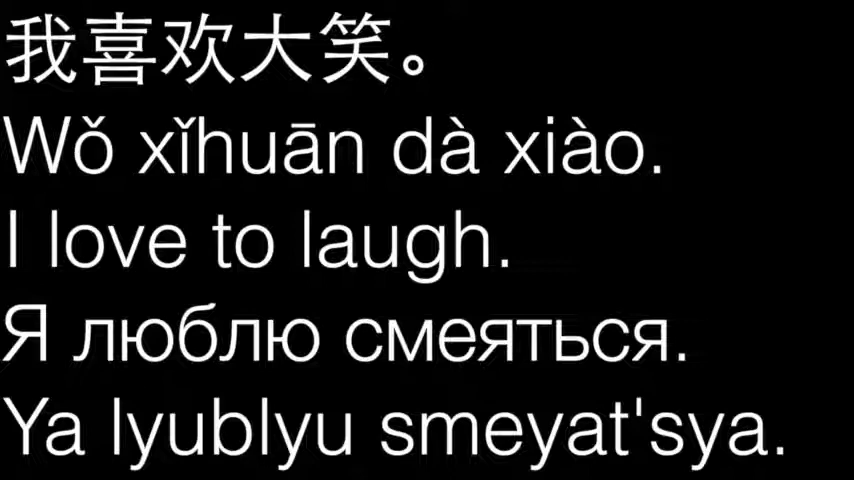 我喜欢大笑。
Wǒ xǐhuān dà xiào.
I love to laugh.
Я люблю смеяться.
Ya lyublyu smeyat'sya.